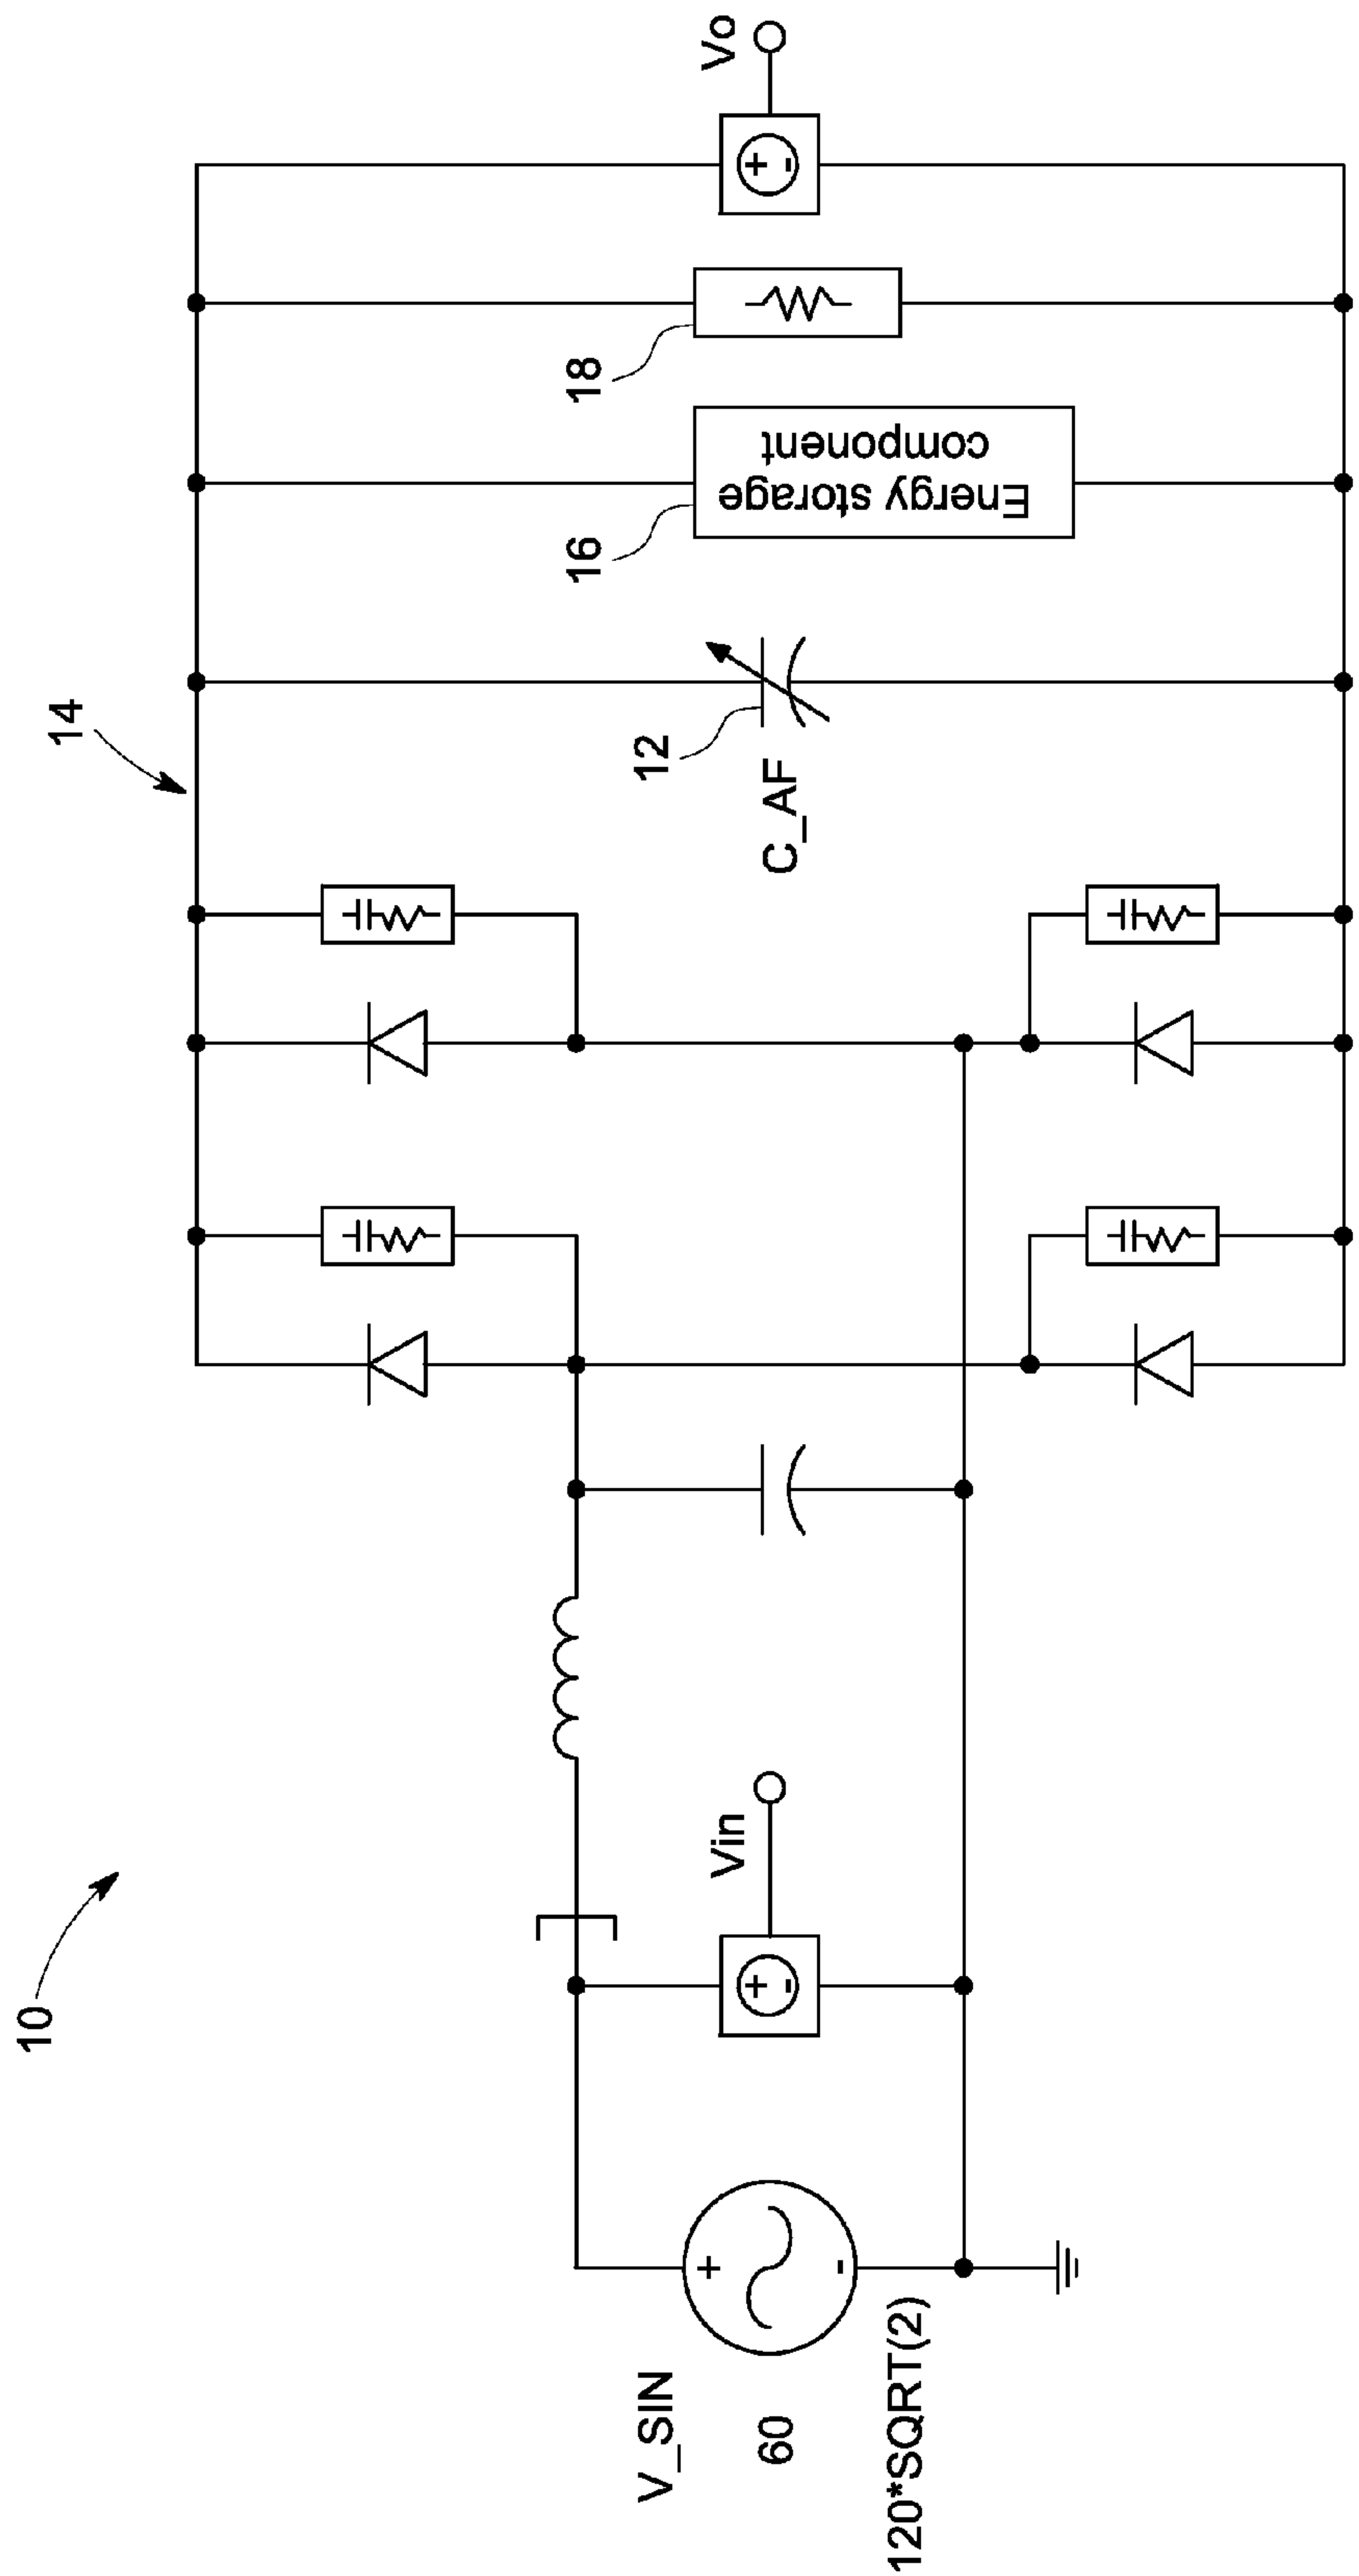 10
14
V_SIN
60
120*SQRT(2)
+
-
Vin
+
-
12
C_AF
16
Energy storage
component
18
Vo
+
-